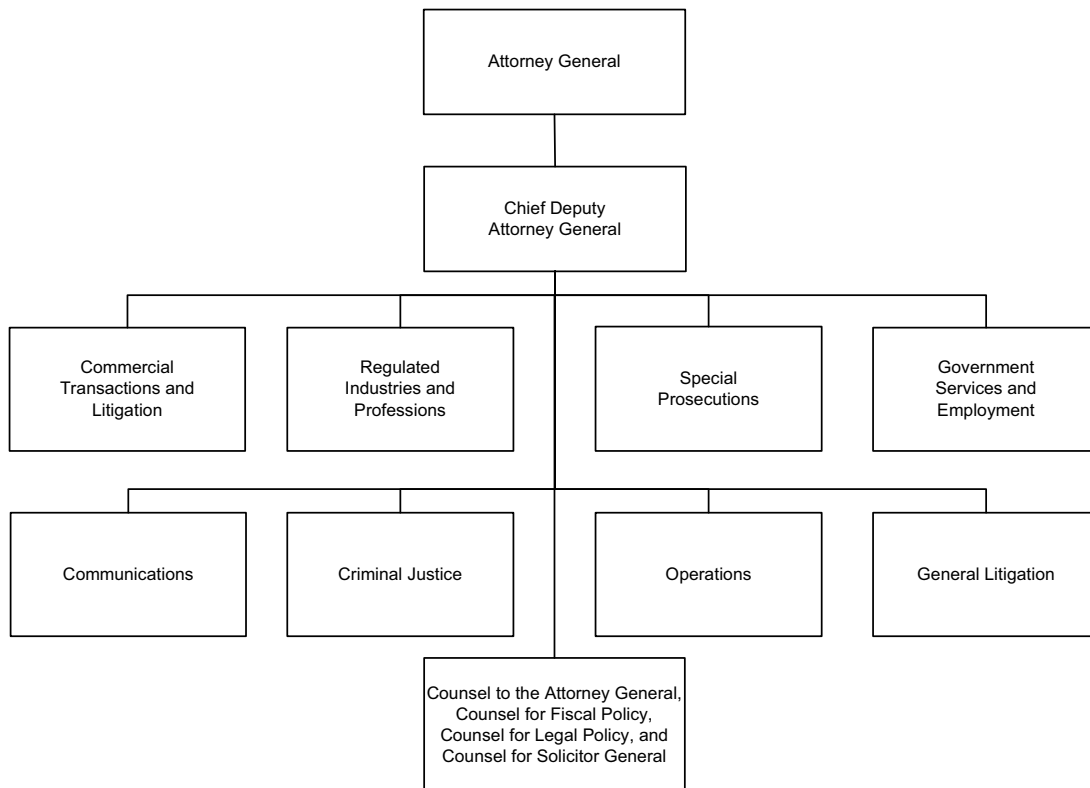 Attorney General
Chief Deputy
Attorney General
Commercial
Transactions and
Litigation
Regulated
Industries and
Professions
Special
Prosecutions
Government
Services and
Employment
Communications
Criminal Justice
Operations
General Litigation
Counsel to the Attorney General,
Counsel for Fiscal Policy,
Counsel for Legal Policy, and
Counsel for Solicitor General